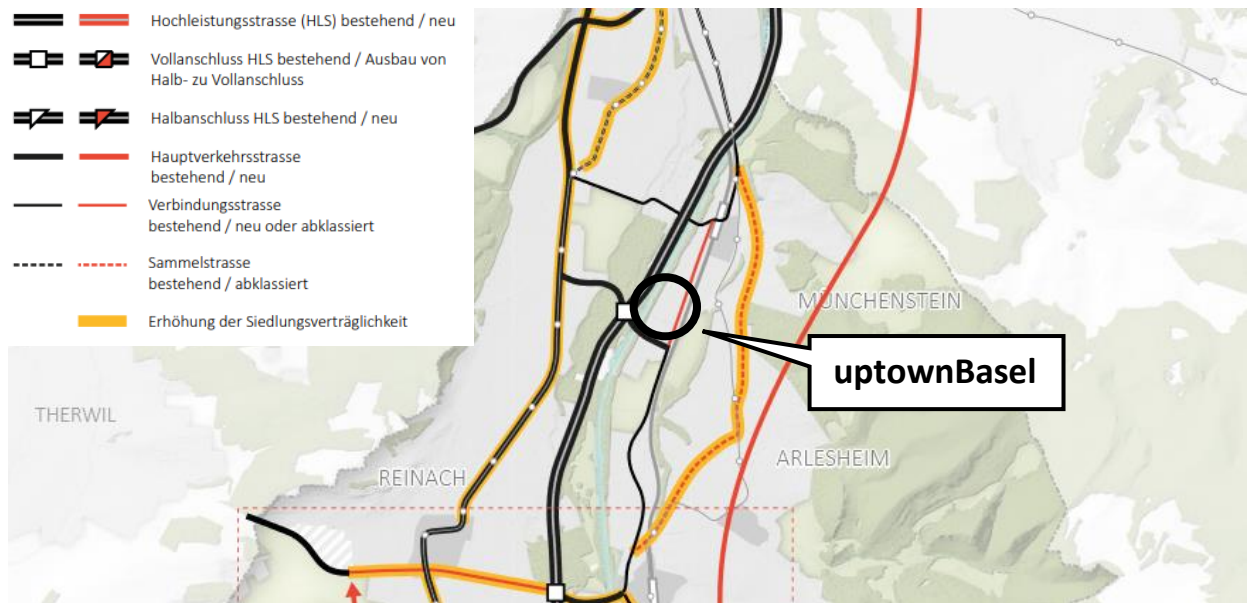 Hochleistungsstrasse (HLS) bestehend / neu
Vollanschluss HLS bestehend / Ausbau von
Halb- zu Vollanschluss
Halbanschluss HLS bestehend / neu
Hauptverkehrsstrasse
bestehend / neu
Verbindungsstrasse
bestehend / neu oder abklassiert
Sammelstrasse
bestehend / abklassiert
Erhöhung der Siedlungsverträglichkeit
MÜNCHENSTEIN
uptownBasel
THERWIL
ARLESHEIM
REINACH